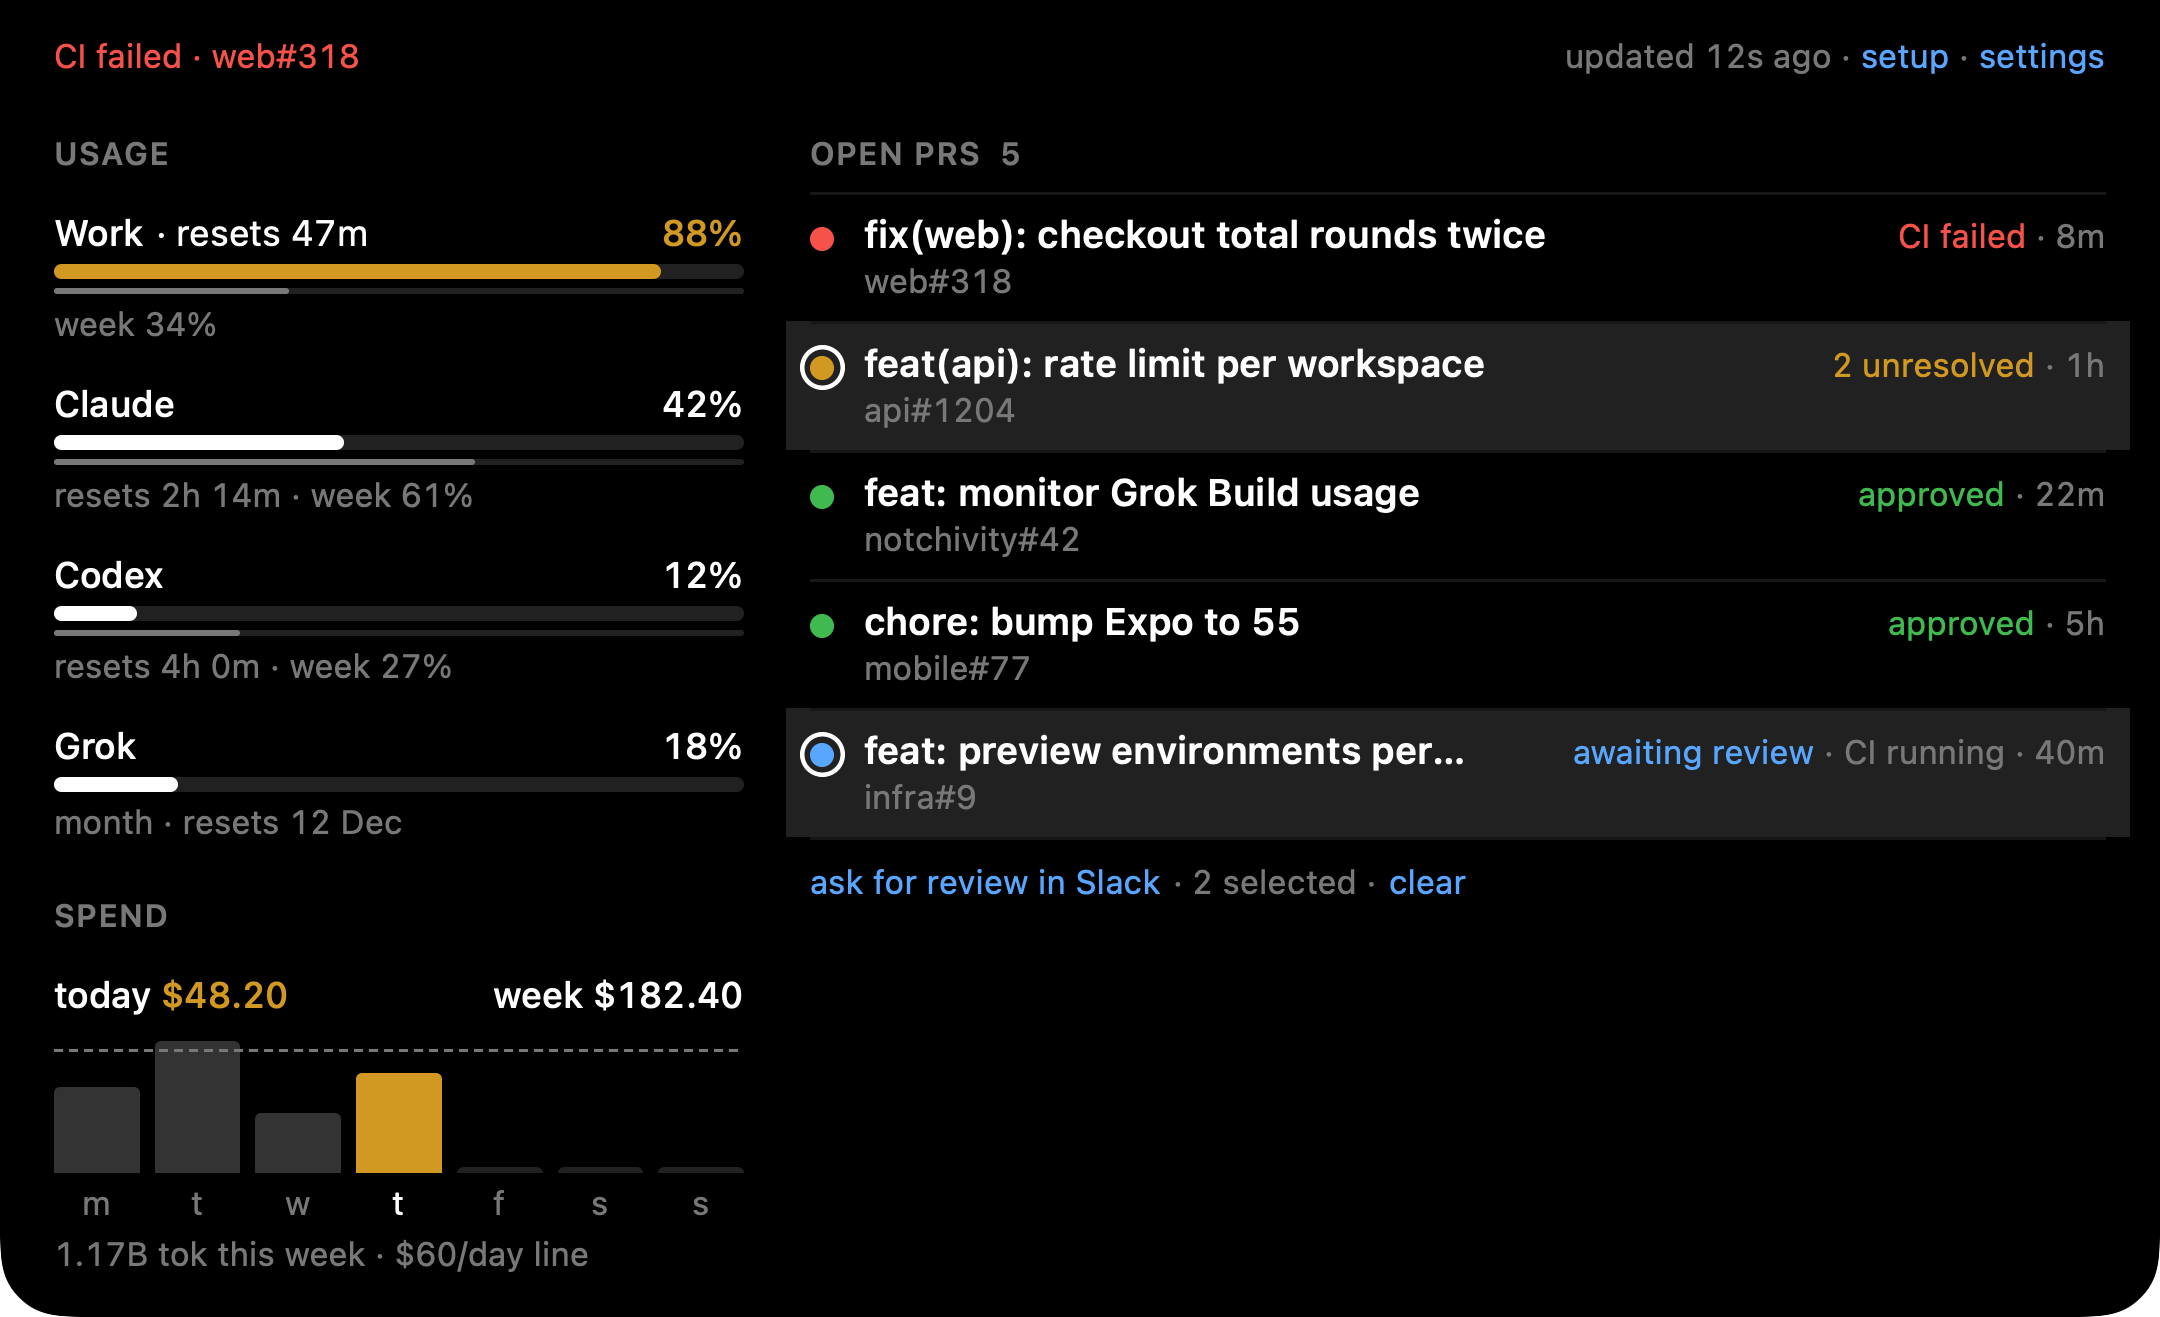 CI failed · web#318
updated 12s ago · setup · settings
USAGE
Work · resets 47m 88%
week 34%
Claude 42%
resets 2h 14m · week 61%
Codex 12%
resets 4h 0m · week 27%
Grok 18%
month · resets 12 Dec
SPEND
today $48.20 week $182.40
m t w t f s s
1.17B tok this week · $60/day line
OPEN PRS 5
fix(web): checkout total rounds twice CI failed · 8m
web#318
feat(api): rate limit per workspace 2 unresolved · 1h
api#1204
feat: monitor Grok Build usage approved · 22m
notchivity#42
chore: bump Expo to 55 approved · 5h
mobile#77
feat: preview environments per... awaiting review · CI running · 40m
infra#9
ask for review in Slack · 2 selected · clear